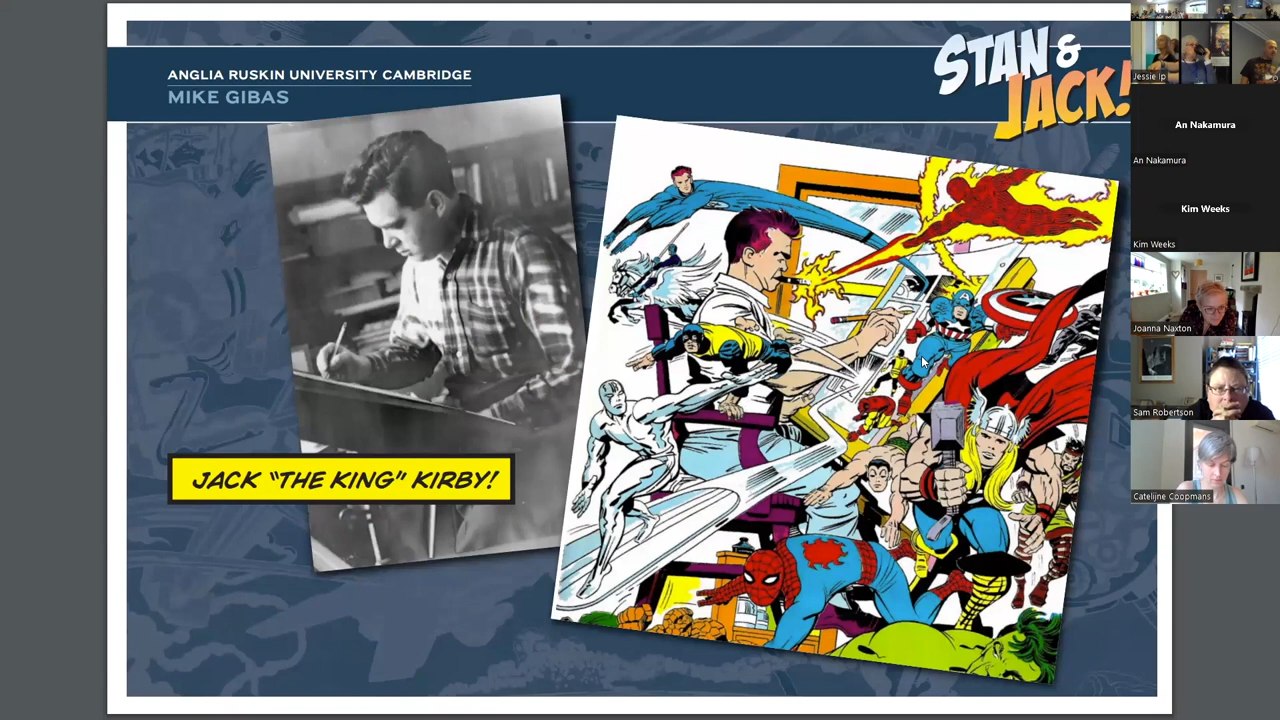 ANGLIA RUSKIN UNIVERSITY CAMBRIDGE
MIKE GIBAS
STAN &
JACK!
JACK “THE KING” KIRBY!
Jessie Ip
An Nakamura
An Nakamura
Kim Weeks
Kim Weeks
Joanna Naxton
Sam Robertson
Catelijne Coopmans